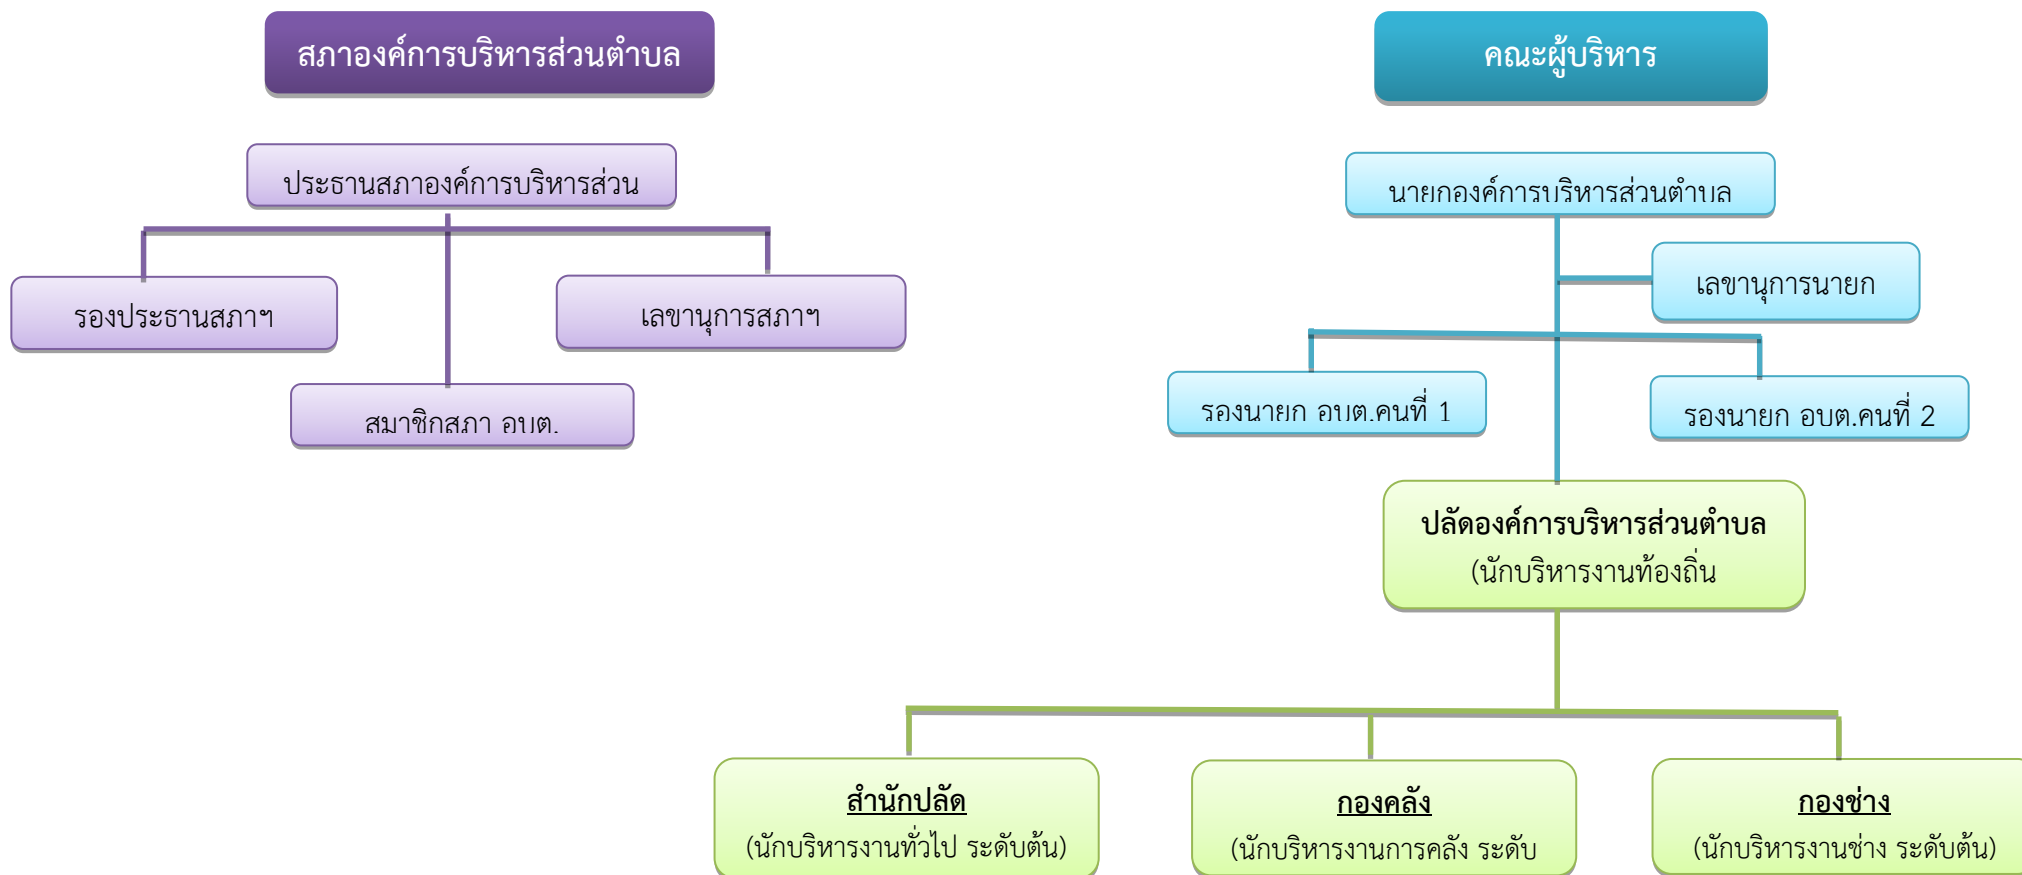 สภาองค์การบริหารส่วนตำบล
ประธานสภาองค์การบริหารส่วน
รองประธานสภาฯ
เลขานุการสภาฯ
สมาชิกสภา อบต.
คณะผู้บริหาร
นายกองค์การบริหารส่วนตำบล
เลขานุการนายก
รองนายก อบต.คนที่ 1
รองนายก อบต.คนที่ 2
ปลัดองค์การบริหารส่วนตำบล
(นักบริหารงานท้องถิ่น
สำนักปลัด
(นักบริหารงานทั่วไป ระดับต้น)
กองคลัง
(นักบริหารงานการคลัง ระดับ
กองช่าง
(นักบริหารงานช่าง ระดับต้น)